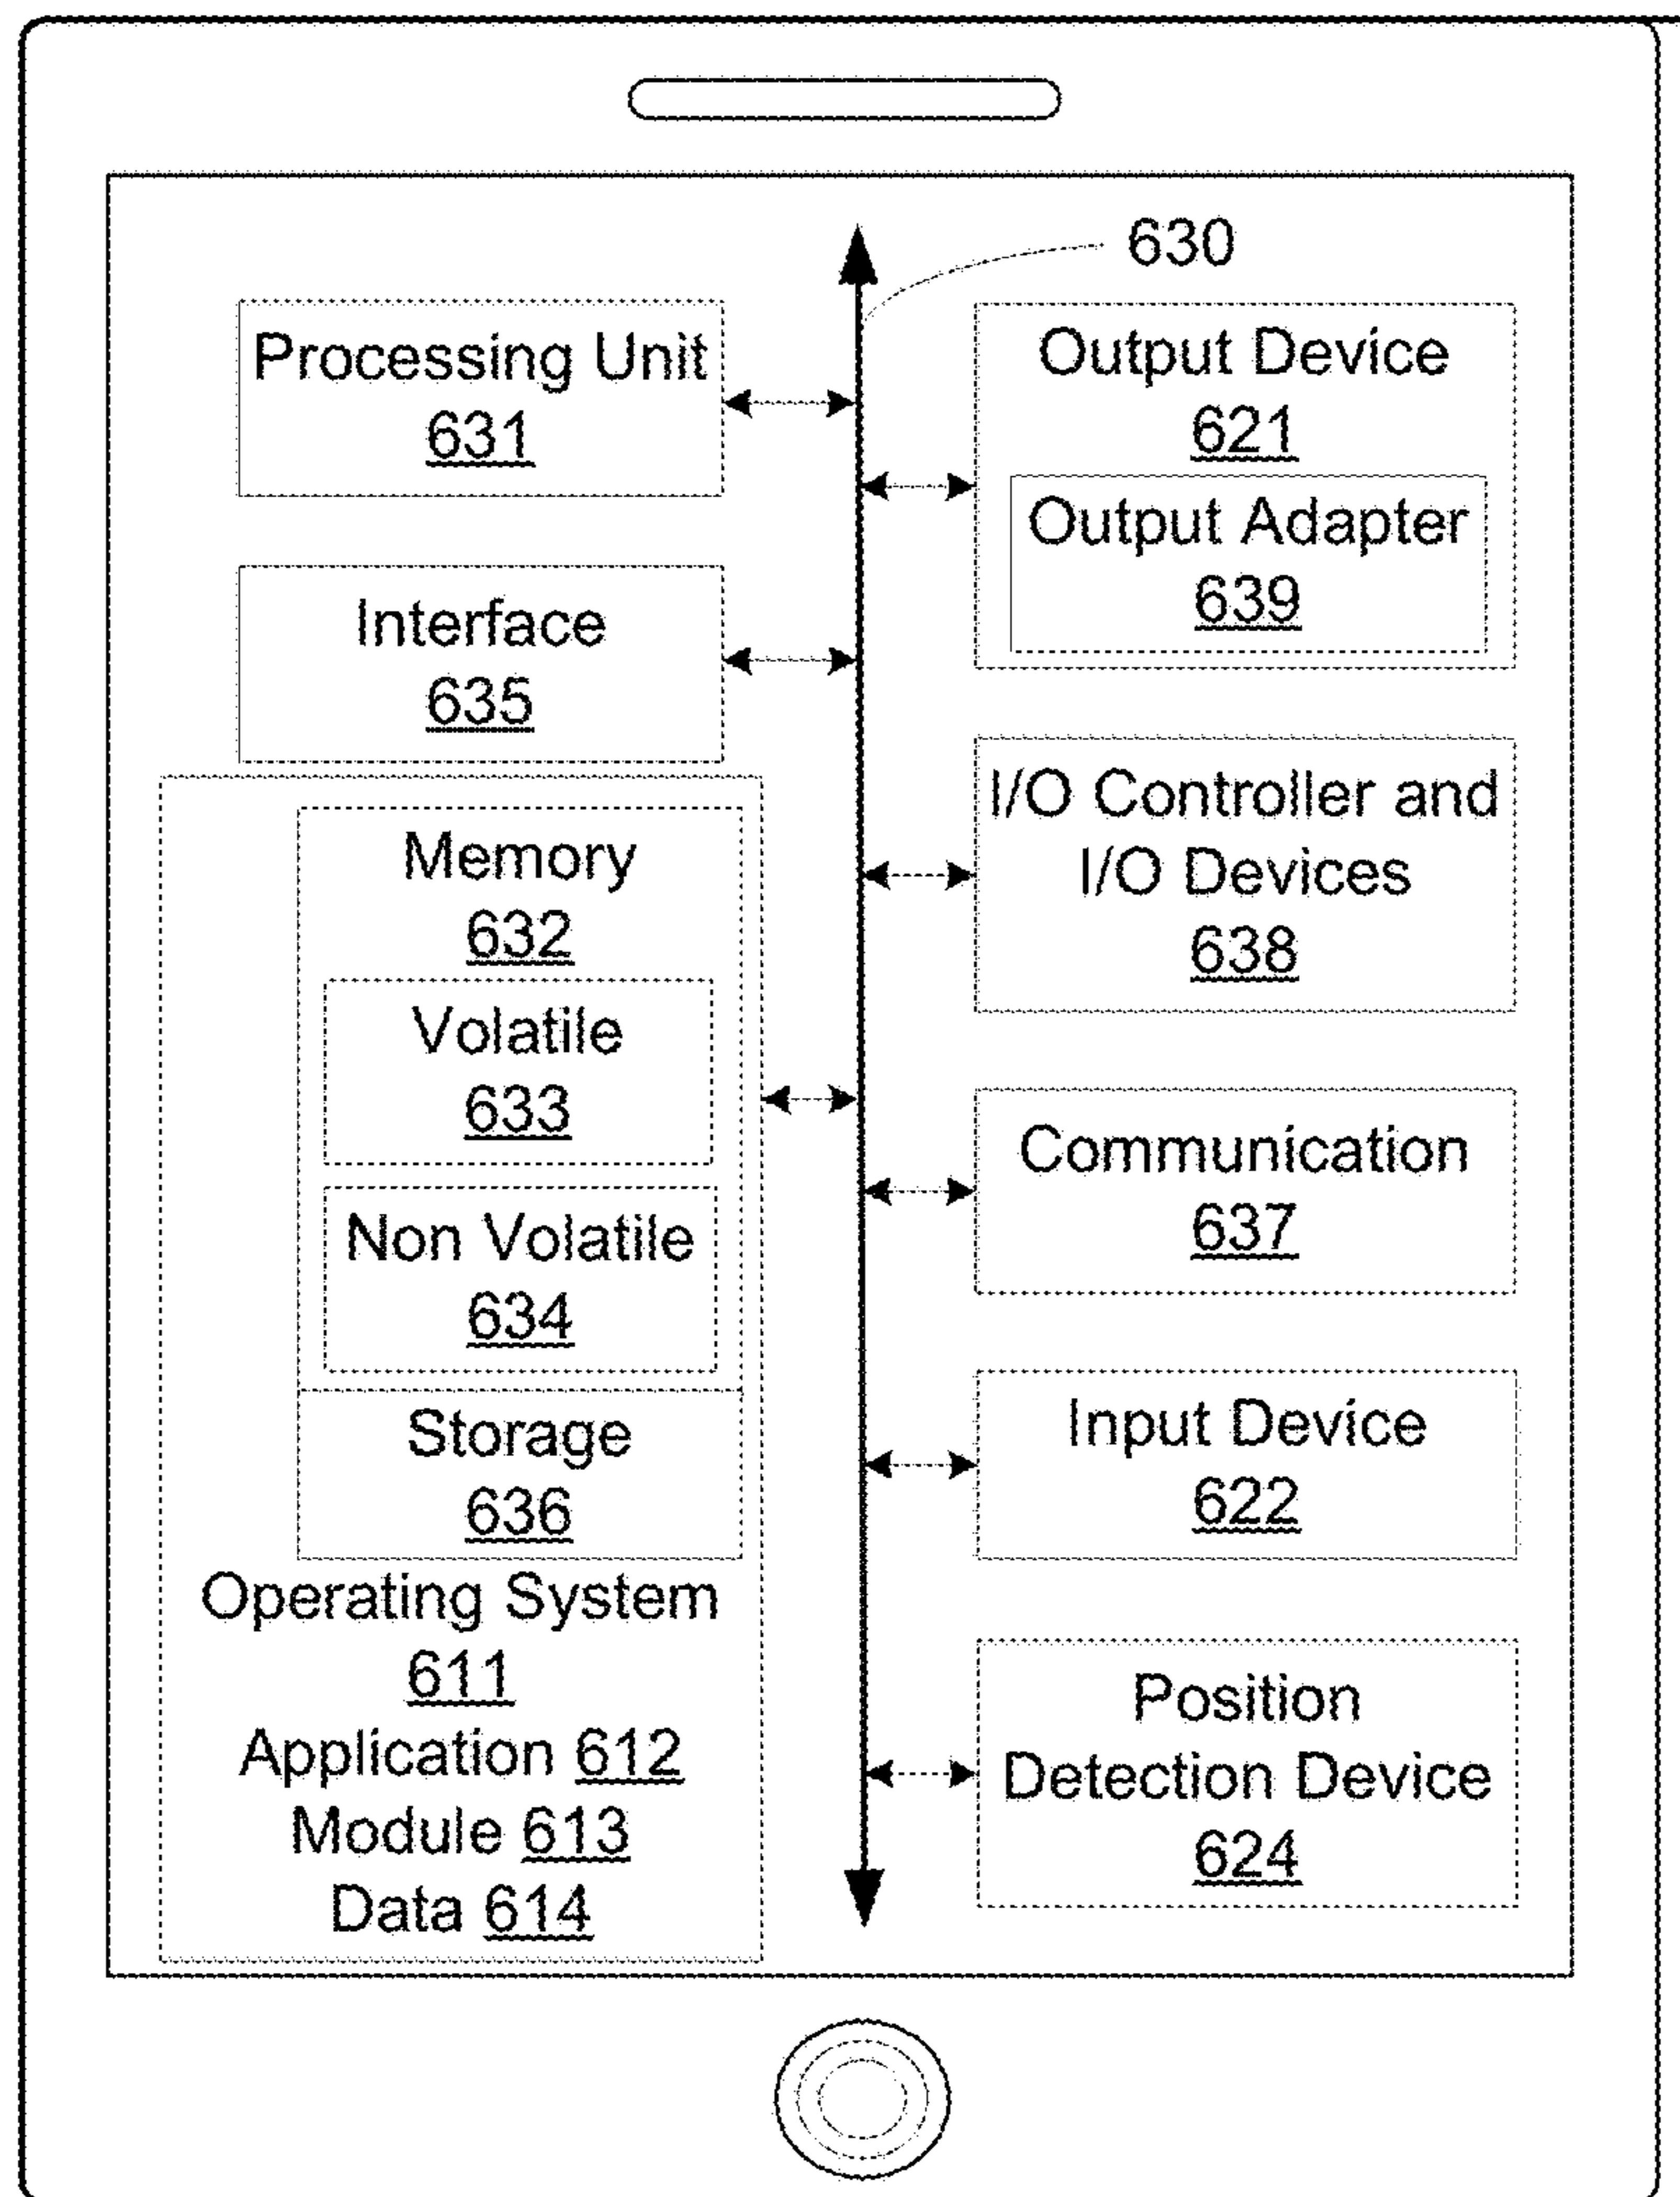 630
Processing Unit
631
Interface
635
Memory
632
Volatile
633
Non Volatile
634
Storage
636
Operating System
611
Application 612
Module 613
Data 614
Output Device
621
Output Adapter
639
I/O Controller and
I/O Devices
638
Communication
637
Input Device
622
Position
Detection Device
624